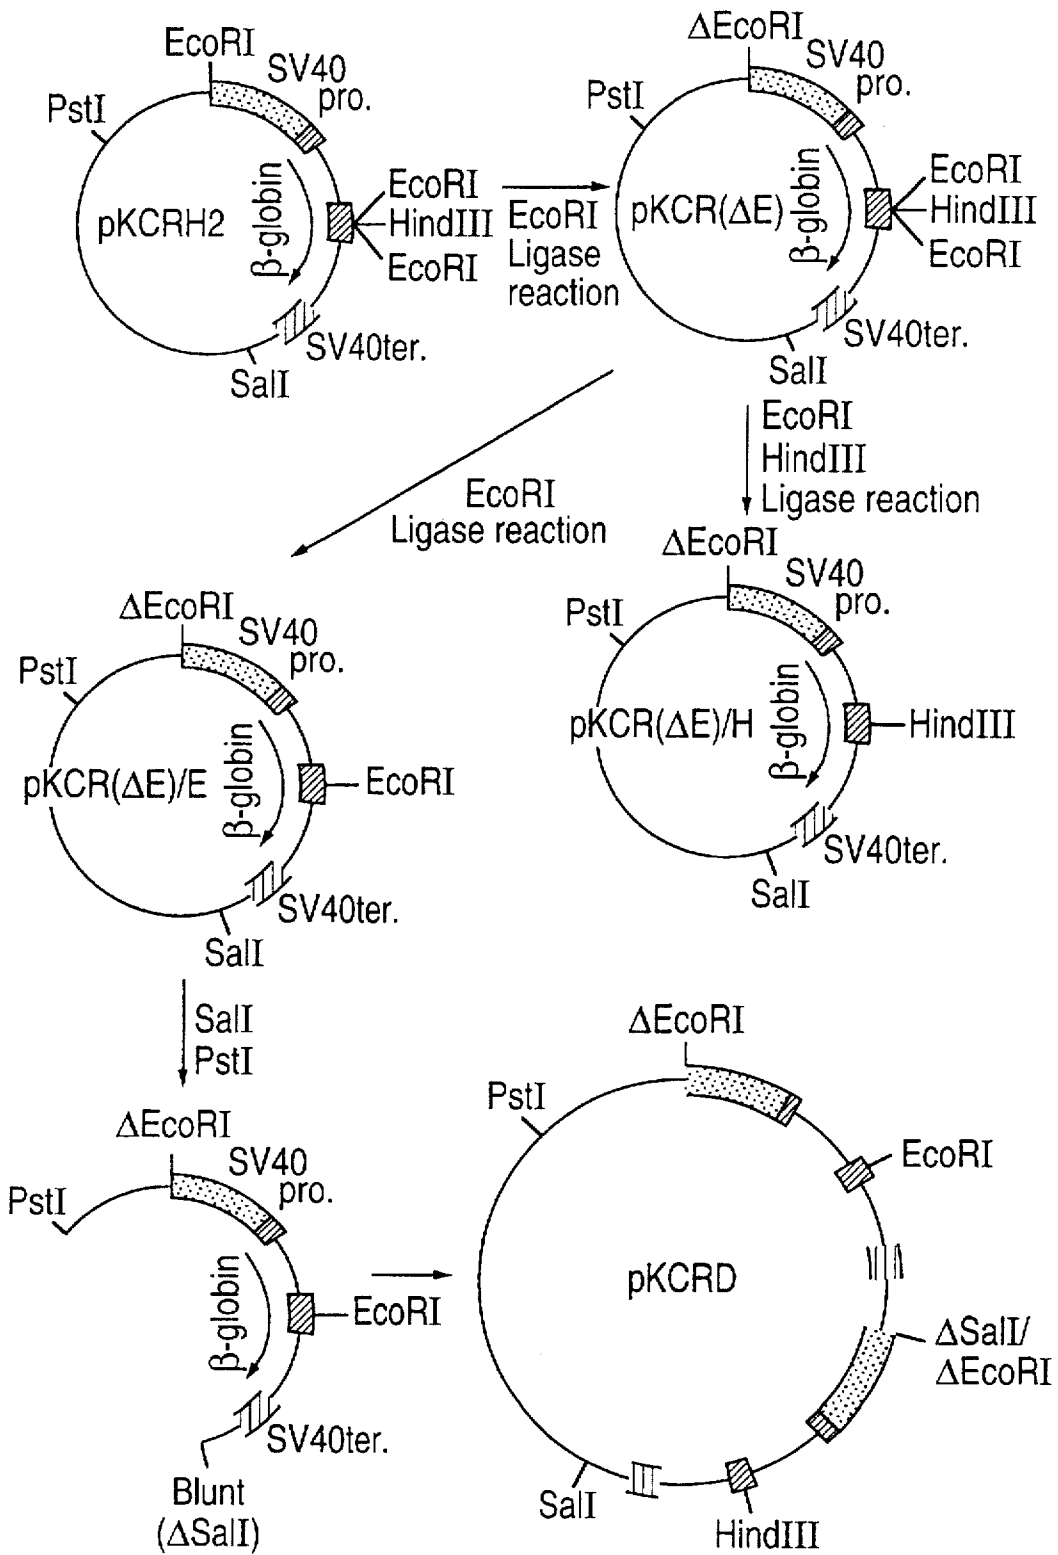 EcoRI
SV40
pro.
PstI
pKCRH2
β-globin
EcoRI
HindIII
EcoRI
SV40ter.
SalI
EcoRI
Ligase
reaction
ΔEcoRI
SV40
pro.
PstI
pKCR(ΔE)
β-globin
EcoRI
HindIII
EcoRI
SV40ter.
SalI
EcoRI
HindIII
Ligase reaction
EcoRI
Ligase reaction
ΔEcoRI
SV40
pro.
PstI
pKCR(ΔE)/H
β-globin
HindIII
SV40ter.
SalI
ΔEcoRI
SV40
pro.
PstI
pKCR(ΔE)/E
β-globin
EcoRI
SV40ter.
SalI
SalI
PstI
ΔEcoRI
SV40
pro.
PstI
β-globin
EcoRI
SV40ter.
Blunt
(ΔSalI)
ΔEcoRI
PstI
EcoRI
pKCRD
ΔSalI/
ΔEcoRI
SalI
HindIII